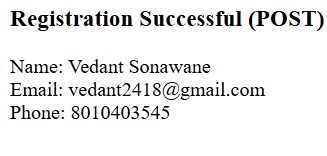 Registration Successful (POST)
Name: Vedant Sonawane
Email: vedant2418@gmail.com
Phone: 8010403545